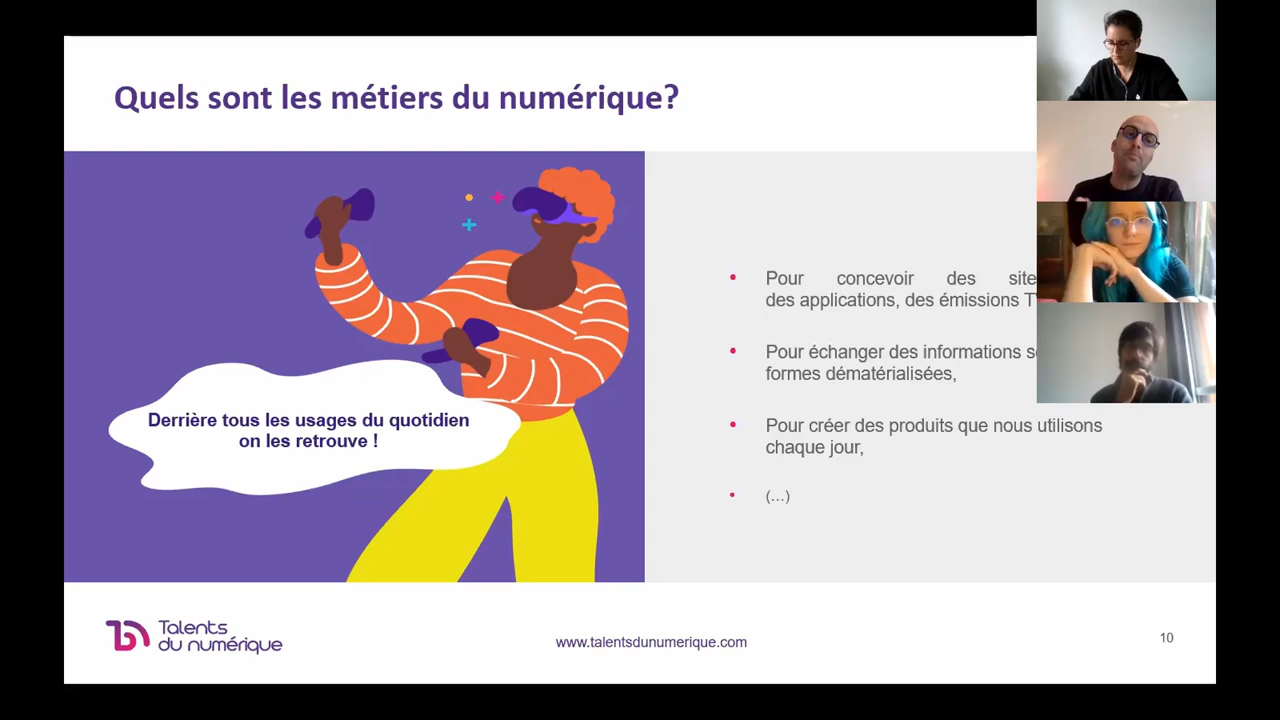 Quels sont les métiers du numérique?
Derrière tous les usages du quotidien
on les retrouve !
Pour concevoir des
des applications, des émissions
Pour échanger des informations
formes dématérialisées,
Pour créer des produits que nous utilisons
chaque jour,
(…)
Talents
du numérique
www.talentsdunumerique.com
10